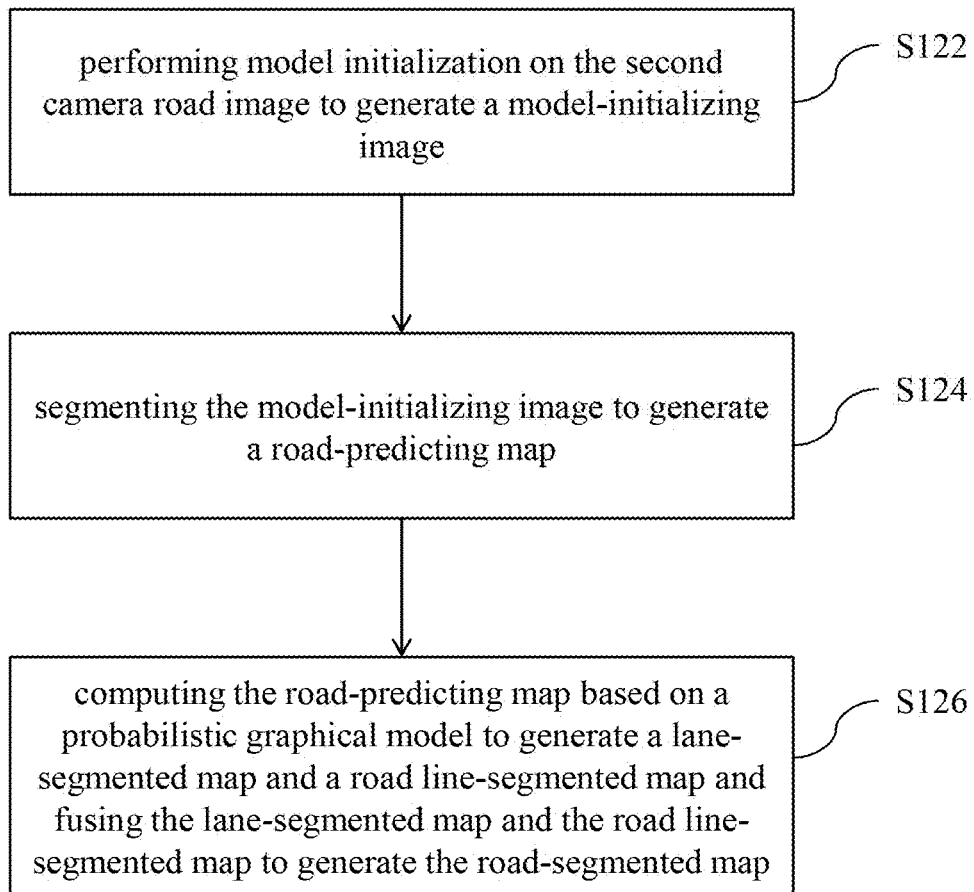 performing model initialization on the second
camera road image to generate a model-initializing
image
S122
segmenting the model-initializing image to generate
a road-predicting map
S124
computing the road-predicting map based on a
probabilistic graphical model to generate a lane-
segmented map and a road line-segmented map and
fusing the lane-segmented map and the road line-
segmented map to generate the road-segmented map
S126